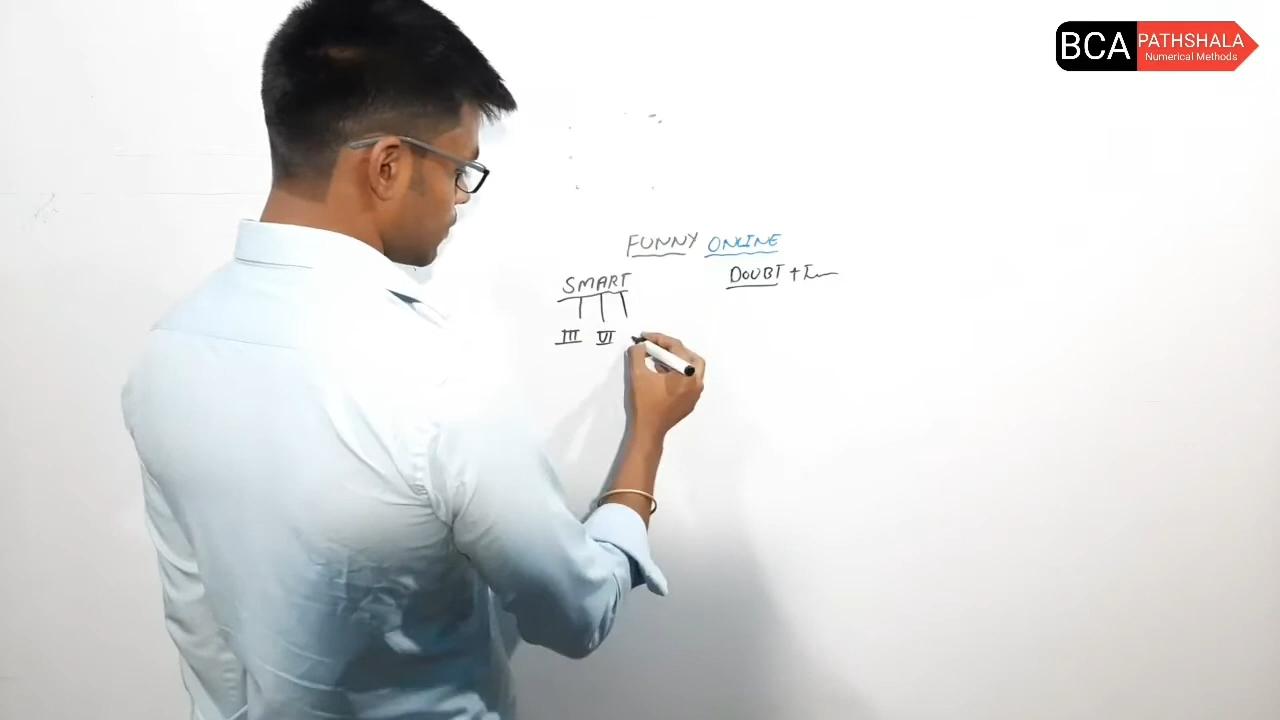 BCA PATHSHALA
Numerical Methods
FUNNY ONLINE
DOUBT +
SMART
III VI